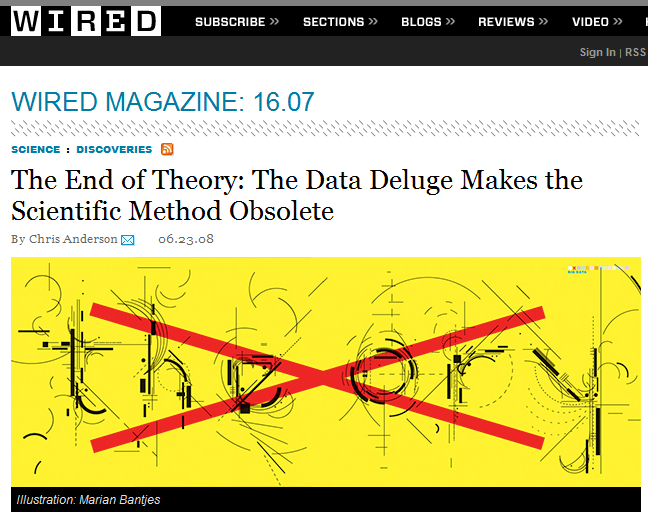 WIRED
SUBSCRIBE >> SECTIONS >> BLOGS >> REVIEWS >> VIDEO >>
Sign In | RSS
WIRED MAGAZINE: 16.07
SCIENCE : DISCOVERIES
The End of Theory: The Data Deluge Makes the
Scientific Method Obsolete
By Chris Anderson 06.23.08
theory
Illustration: Marian Bantjes